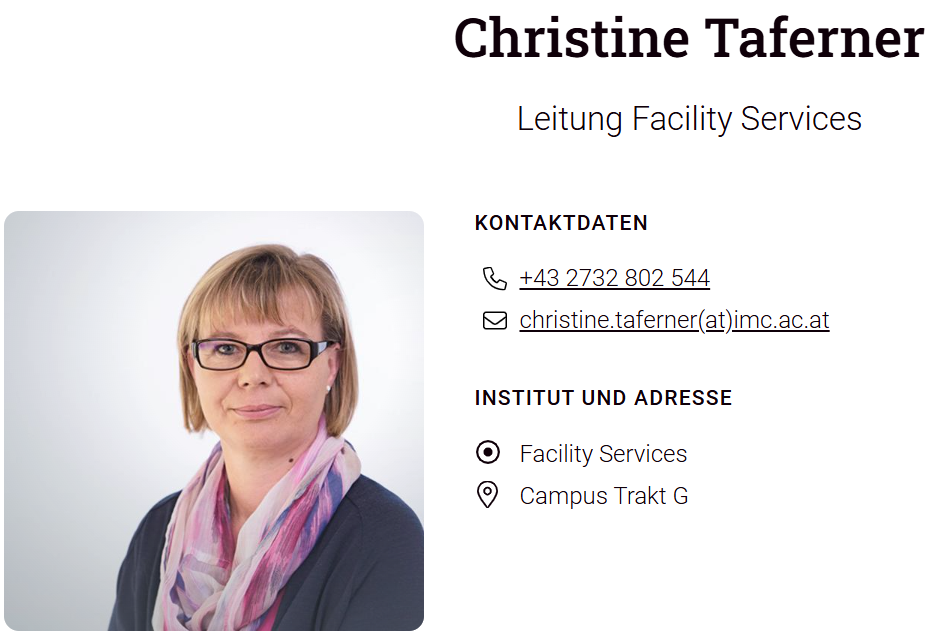 Christine Taferner
Leitung Facility Services
KONTAKTDATEN
+43 2732 802 544
christine.taferner(at)imc.ac.at
INSTITUT UND ADRESSE
Facility Services
Campus Trakt G